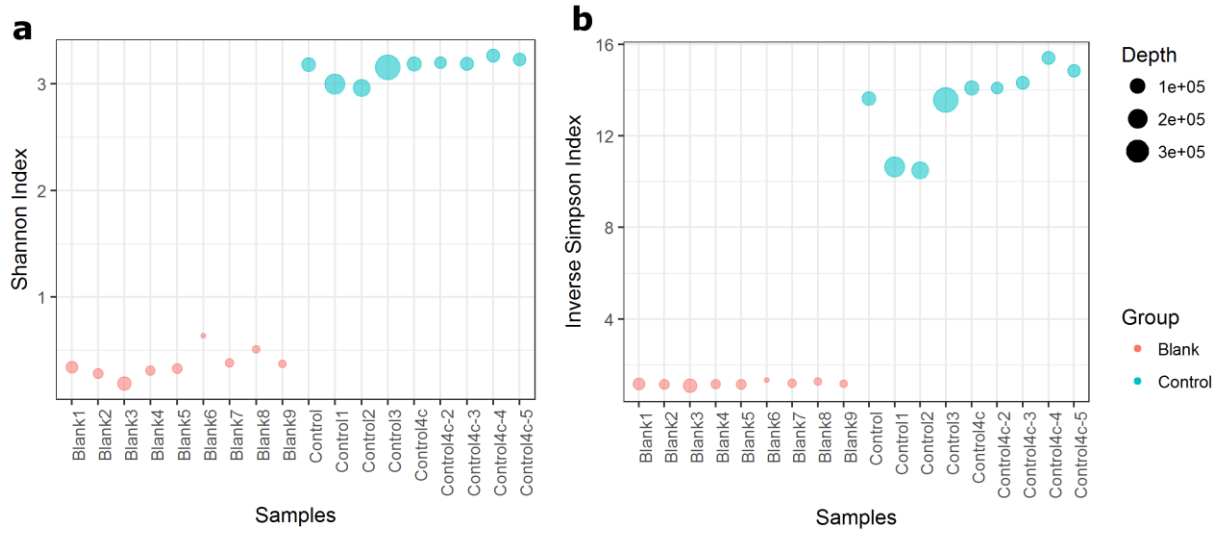 a
Shannon Index
3
2
1
Blank1
Blank2
Blank3
Blank4
Blank5
Blank6
Blank7
Blank8
Blank9
Control
Control1
Control2
Control3
Control4c
Control4c-2
Control4c-3
Control4c-4
Control4c-5
Samples
b
Inverse Simpson Index
16
12
8
4
Blank1
Blank2
Blank3
Blank4
Blank5
Blank6
Blank7
Blank8
Blank9
Control
Control1
Control2
Control3
Control4c
Control4c-2
Control4c-3
Control4c-4
Control4c-5
Samples
Depth
1e+05
2e+05
3e+05
Group
Blank
Control